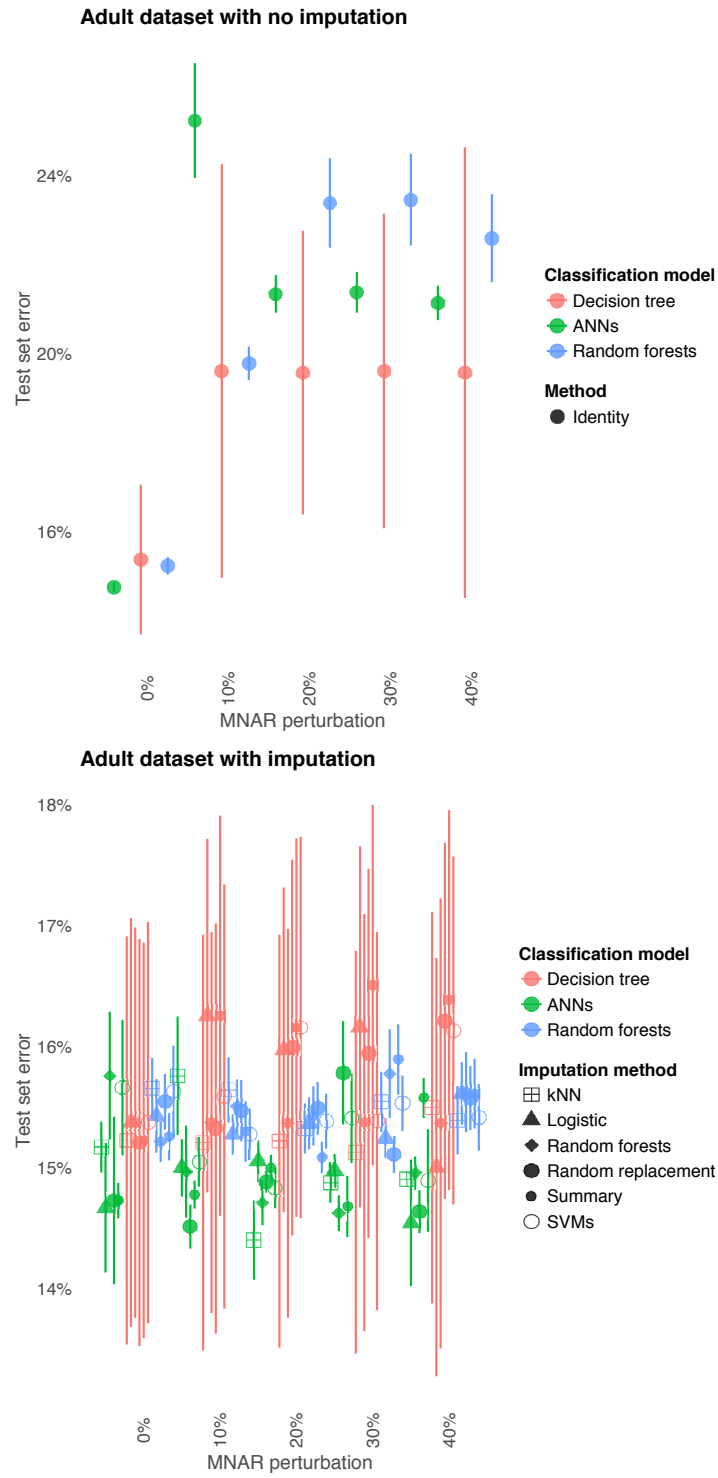 Adult dataset with no imputation
Test set error
24%
20%
16%
0%
10%
20%
30%
40%
MNAR perturbation
Classification model
Decision tree
ANNs
Random forests
Method
Identity
Adult dataset with imputation
Test set error
18%
17%
16%
15%
14%
0%
10%
20%
30%
40%
MNAR perturbation
Classification model
Decision tree
ANNs
Random forests
Imputation method
kNN
Logistic
Random forests
Random replacement
Summary
SVMs